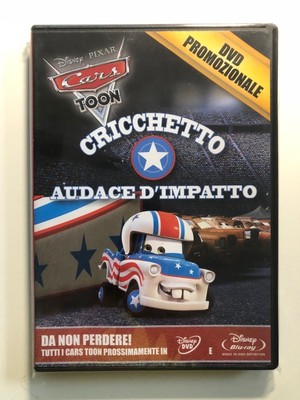 DISNEY · PIXAR
Cars
TOON
DVD
PROMOZIONALE
CRICCHETTO
AUDACE D'IMPATTO
DA NON PERDERE!
TUTTI I CARS TOON PROSSIMAMENTE IN
Disney
DVD
E
Disney
Blu-ray